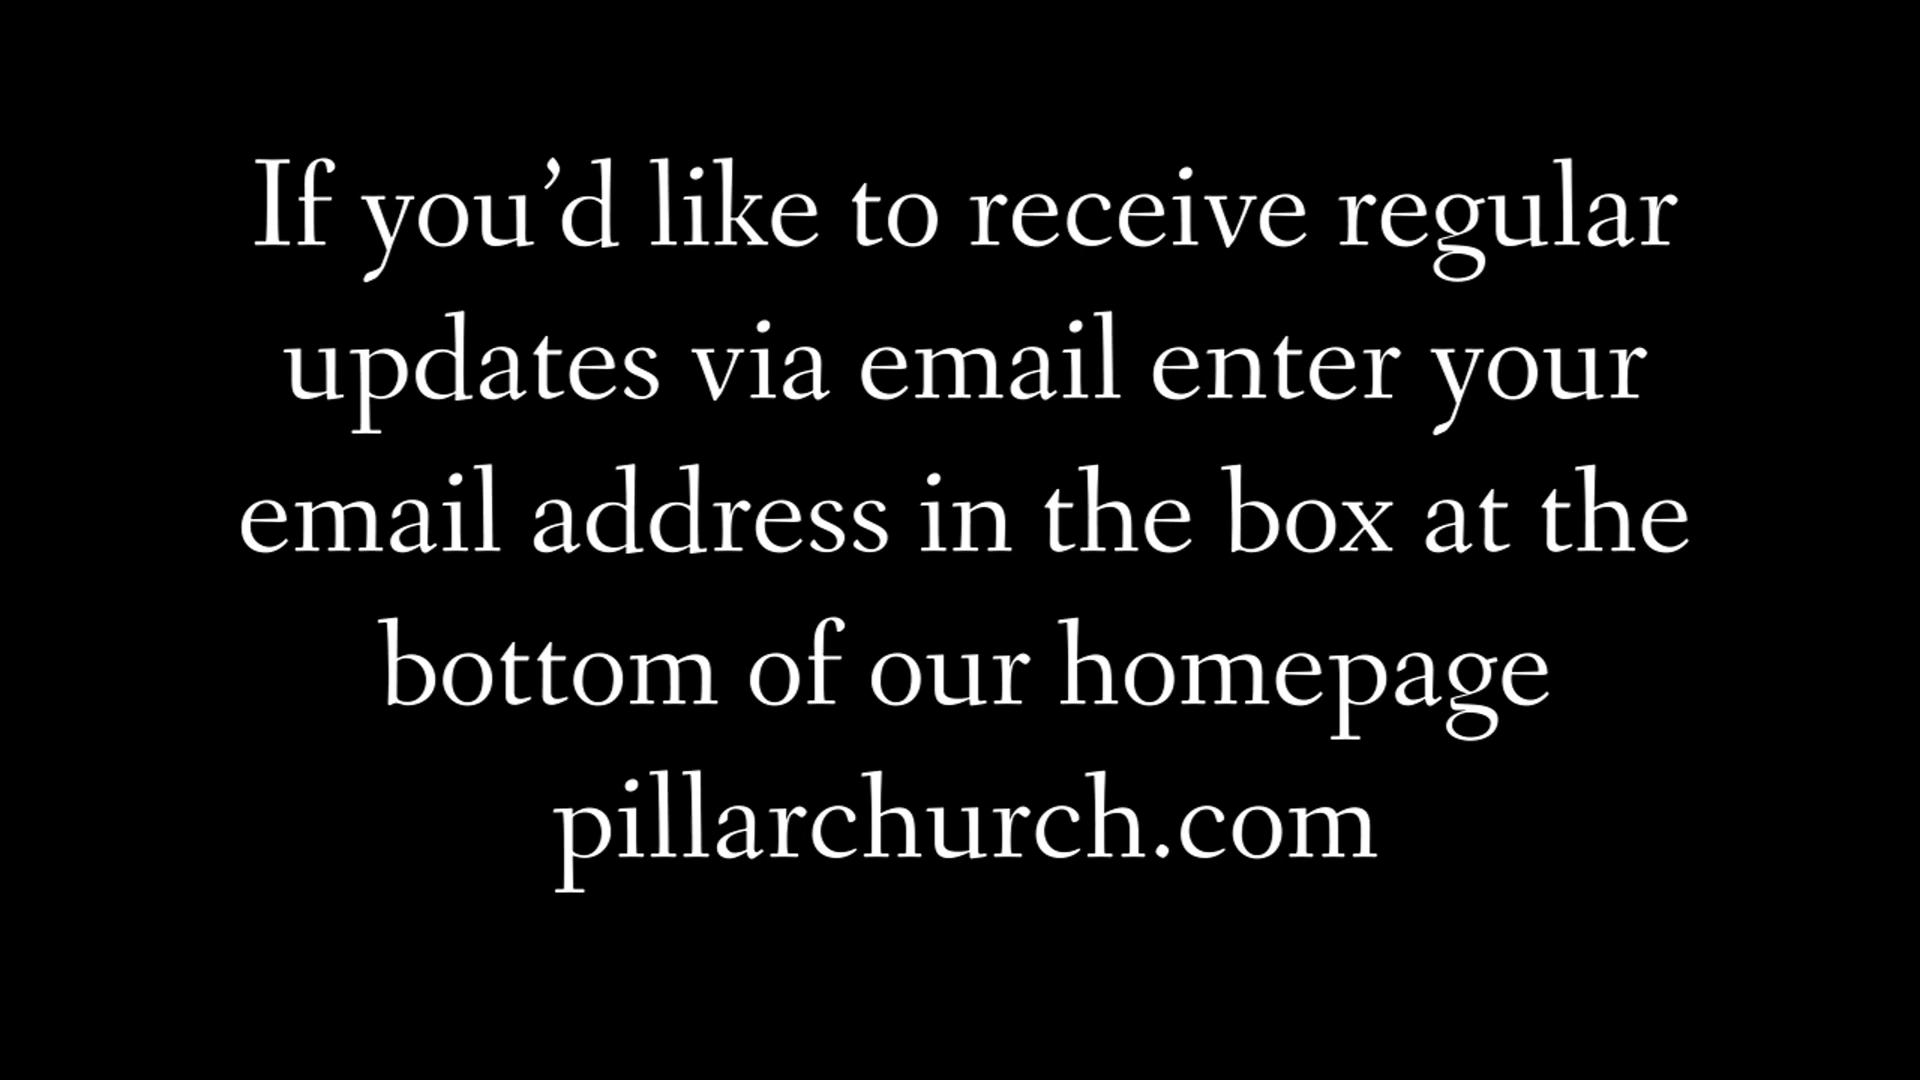 If you’d like to receive regular
updates via email enter your
email address in the box at the
bottom of our homepage
pillarchurch.com